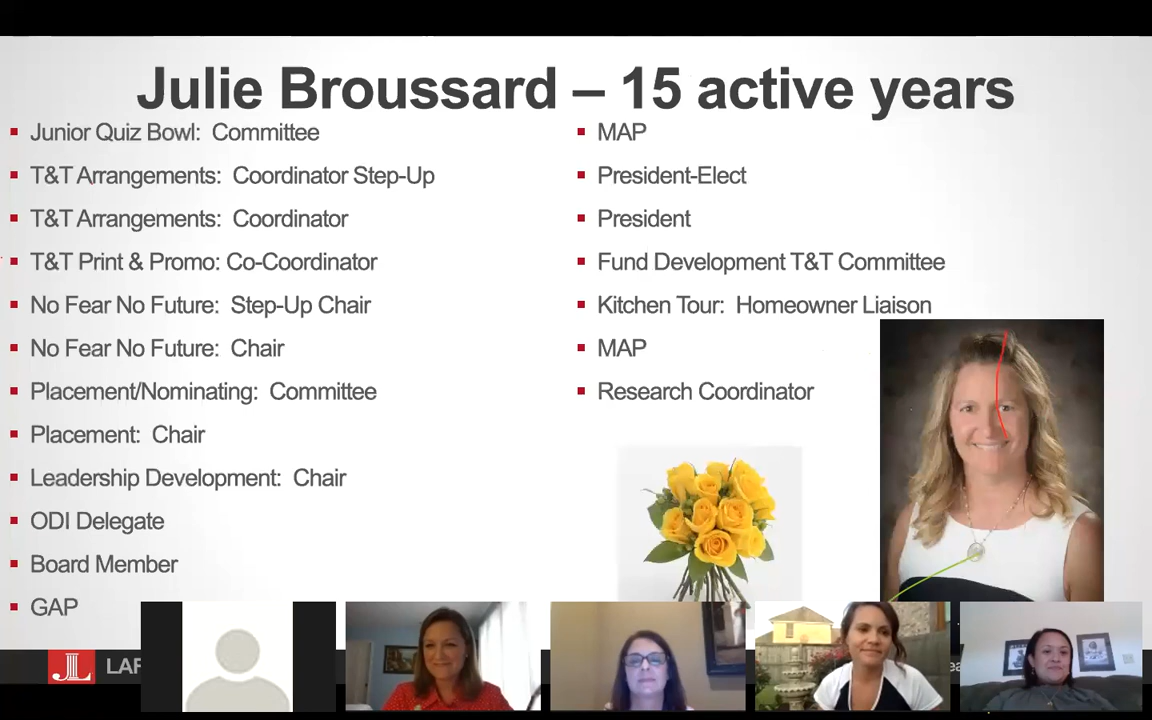 Julie Broussard – 15 active years
Junior Quiz Bowl: Committee
T&T Arrangements: Coordinator Step-Up
T&T Arrangements: Coordinator
T&T Print & Promo: Co-Coordinator
No Fear No Future: Step-Up Chair
No Fear No Future: Chair
Placement/Nominating: Committee
Placement: Chair
Leadership Development: Chair
ODI Delegate
Board Member
GAP
MAP
President-Elect
President
Fund Development T&T Committee
Kitchen Tour: Homeowner Liaison
MAP
Research Coordinator
JL